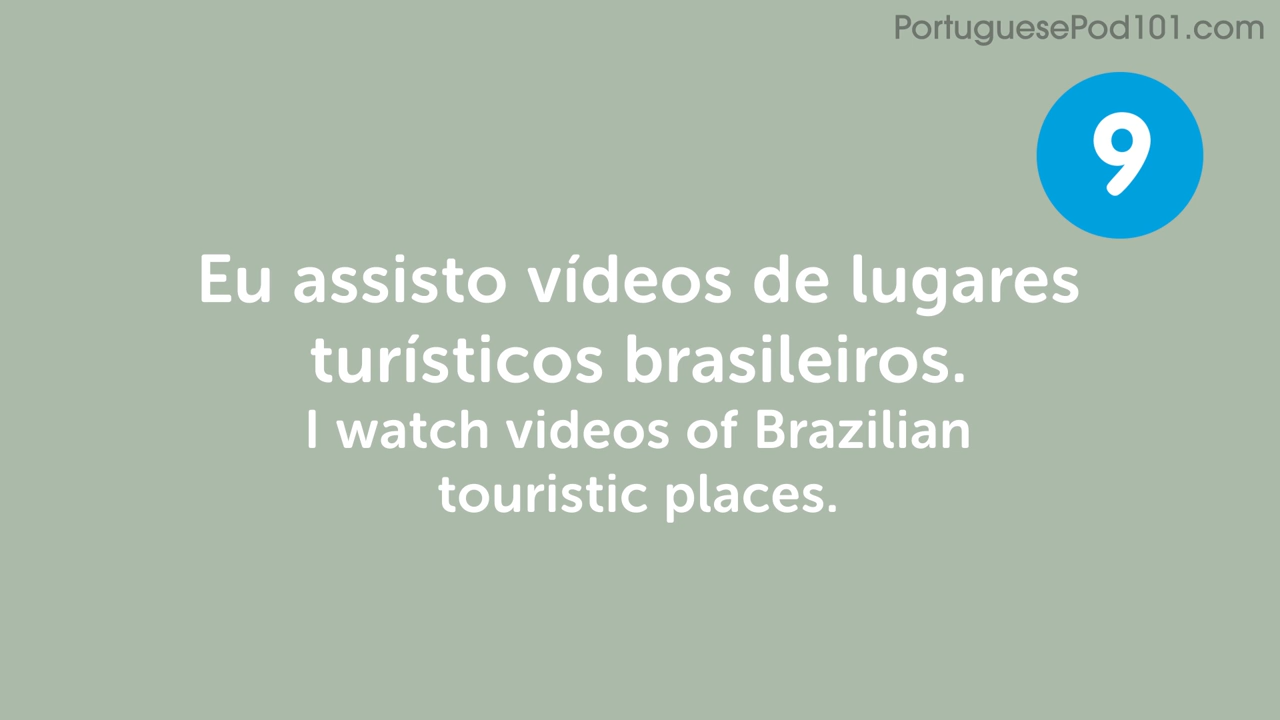 PortuguesePod101.com
9
Eu assisto vídeos de lugares
turísticos brasileiros.
I watch videos of Brazilian
touristic places.